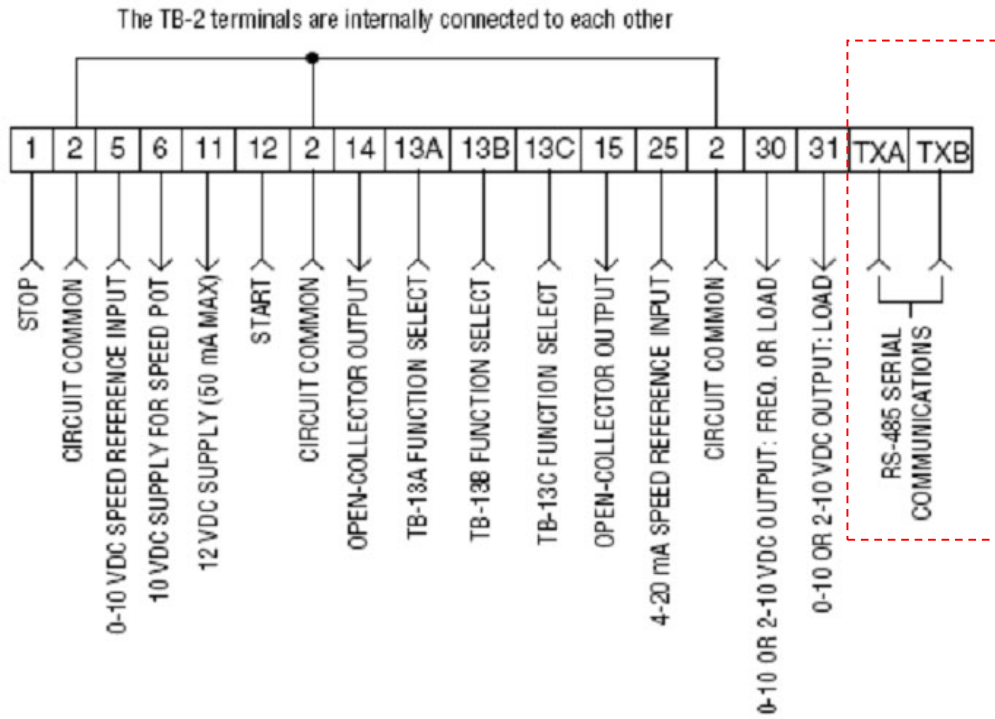 The TB-2 terminals are internally connected to each other
1 2 5 6 11 12 2 14 13A 13B 13C 15 25 2 30 31 TXA TXB
STOP
CIRCUIT COMMON
0-10 VDC SPEED REFERENCE INPUT
10 VDC SUPPLY FOR SPEED POT
12 VDC SUPPLY (50 mA MAX)
START
CIRCUIT COMMON
OPEN-COLLECTOR OUTPUT
TB-13A FUNCTION SELECT
TB-13B FUNCTION SELECT
TB-13C FUNCTION SELECT
OPEN-COLLECTOR OUTPUT
4-20 mA SPEED REFERENCE INPUT
CIRCUIT COMMON
0-10 OR 2-10 VDC OUTPUT: FREQ. OR LOAD
0-10 OR 2-10 VDC OUTPUT: LOAD
RS-485 SERIAL
COMMUNICATIONS